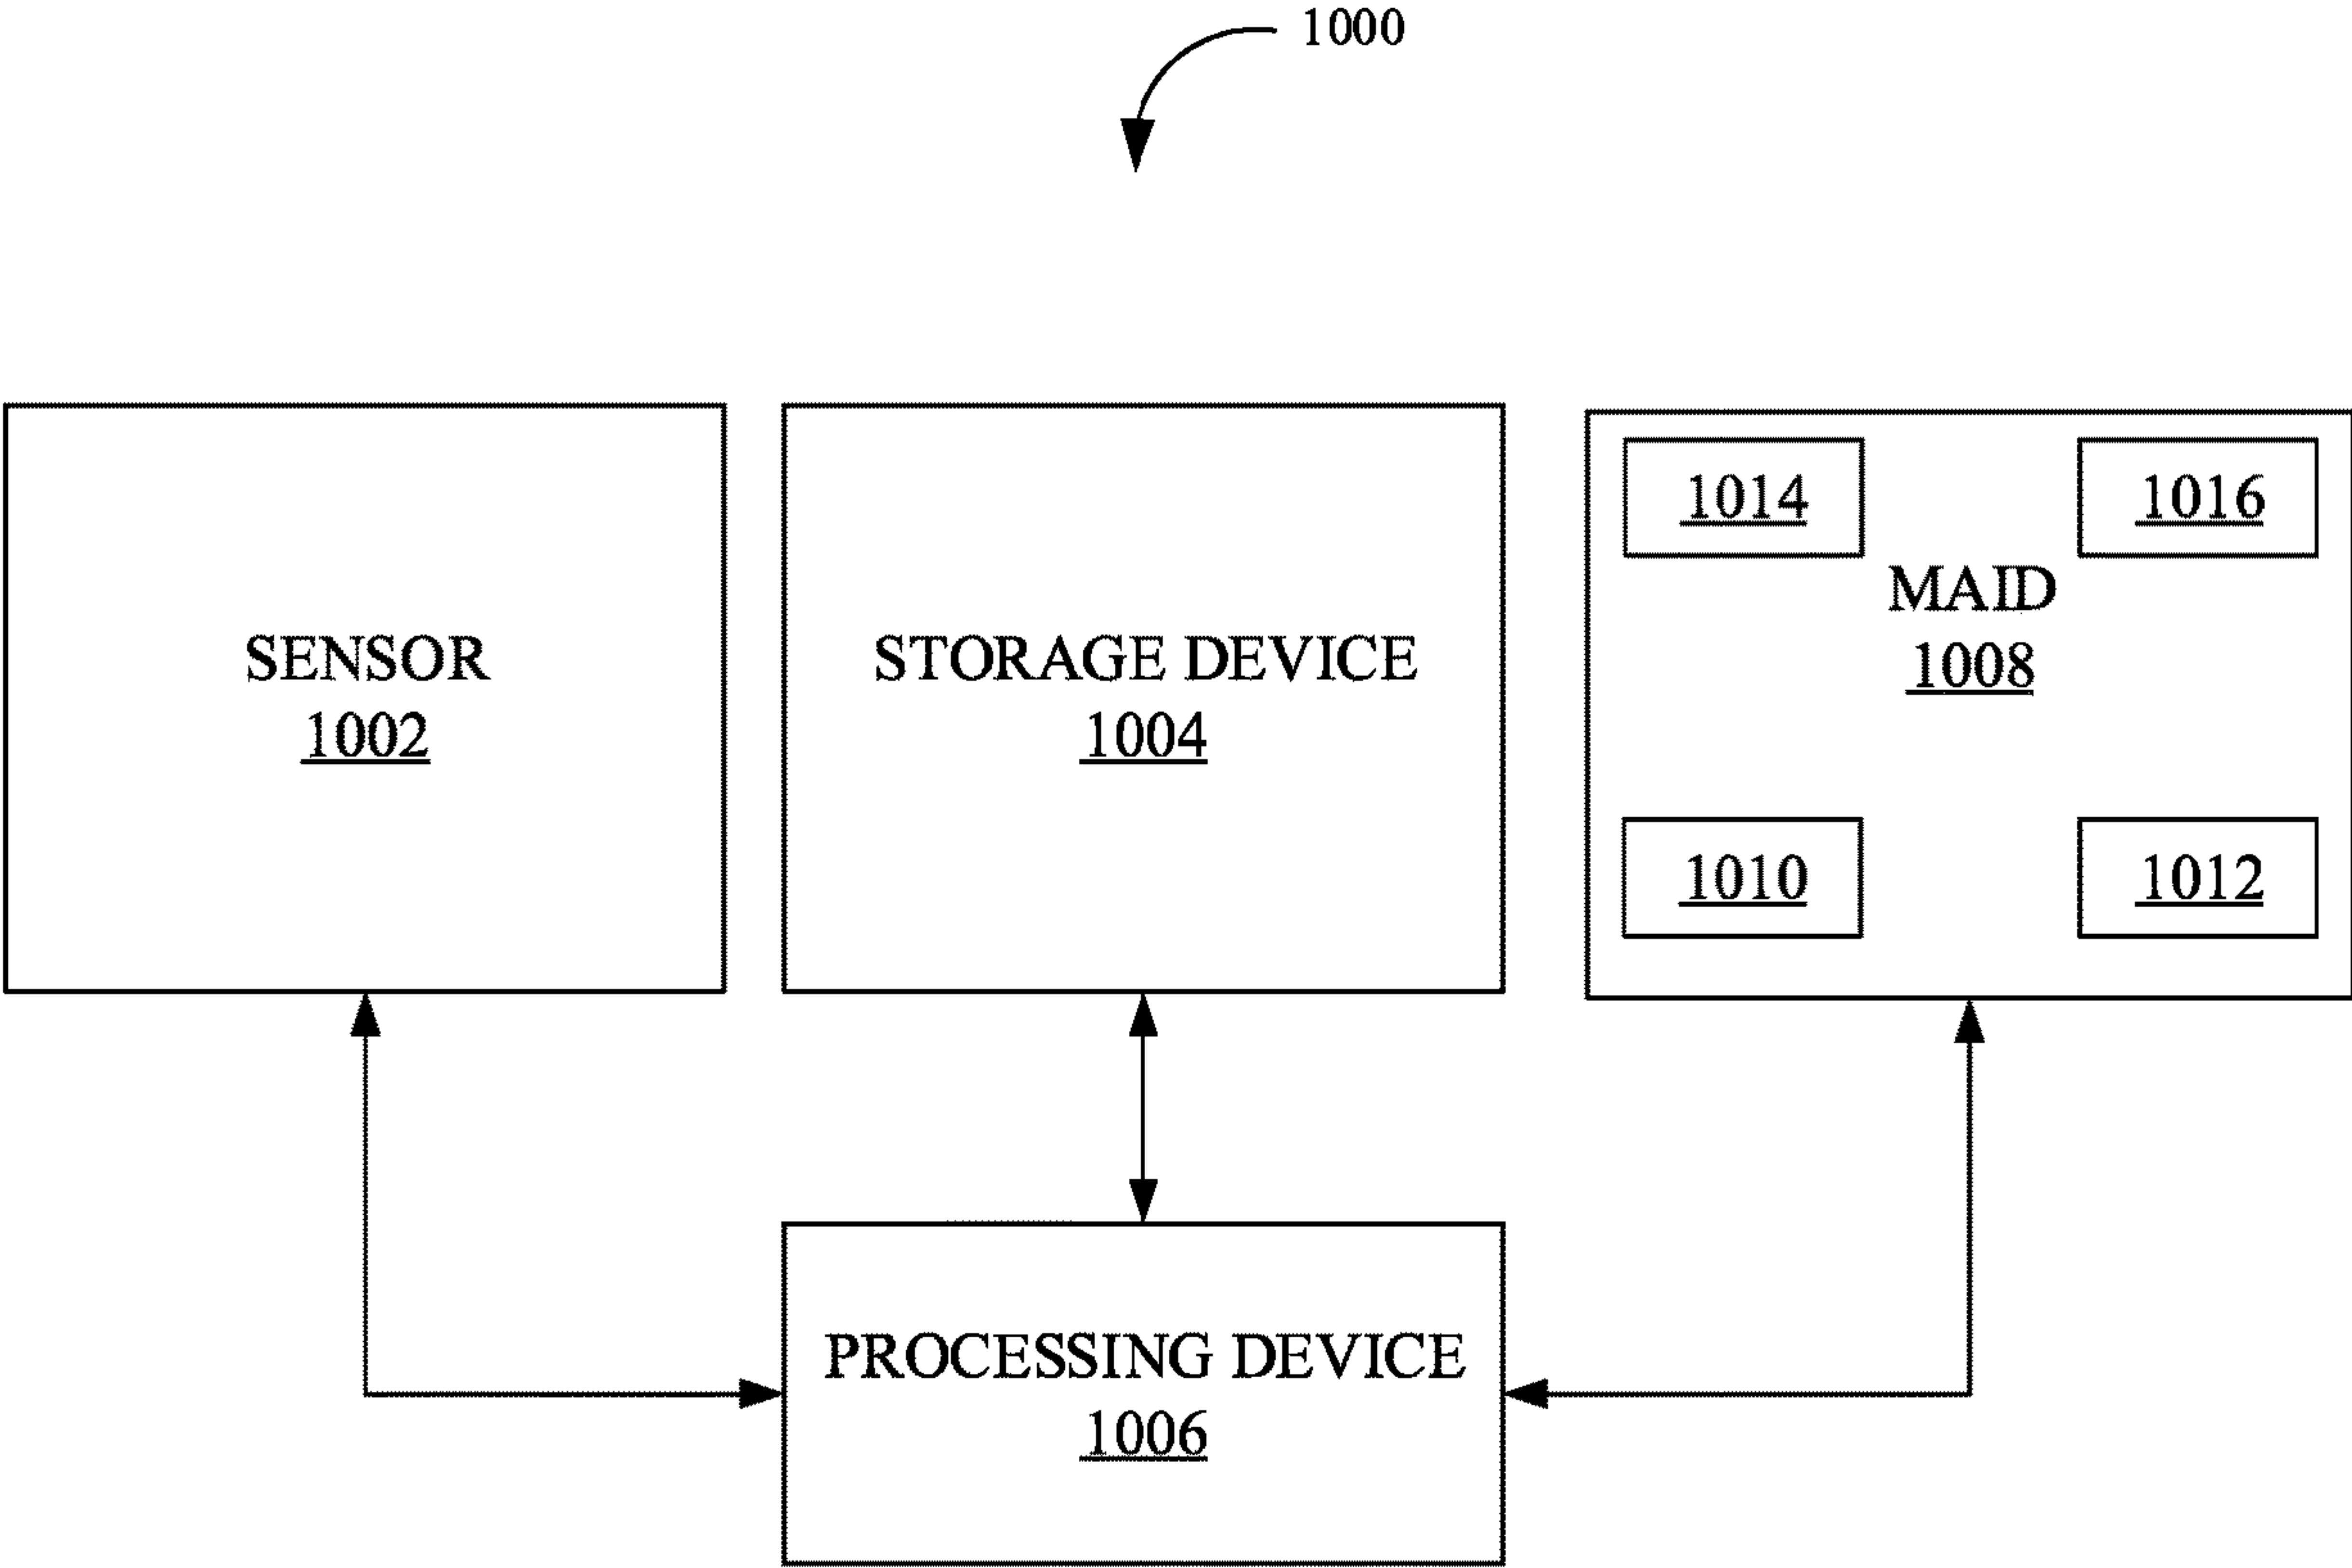 1000
SENSOR
1002
STORAGE DEVICE
1004
1014
1016
MAID
1008
1010
1012
PROCESSING DEVICE
1006